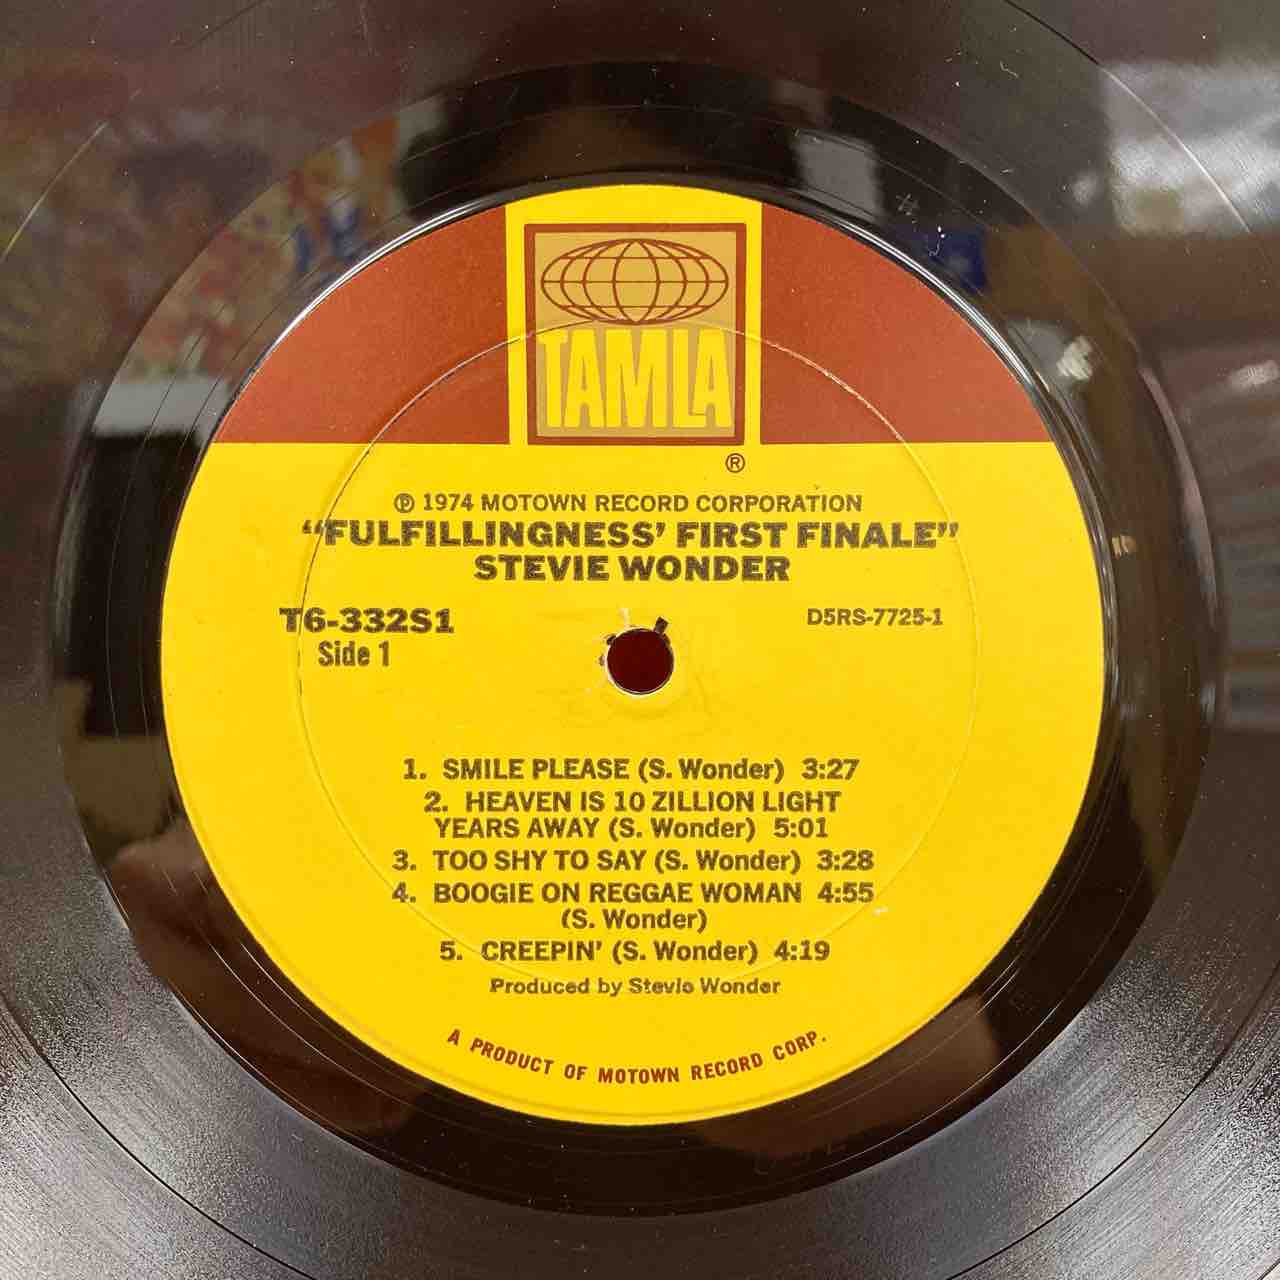 TAMLA
®
℗ 1974 MOTOWN RECORD CORPORATION
“FULFILLINGNESS’ FIRST FINALE”
STEVIE WONDER
T6-332S1
D5RS-7725-1
Side 1
1. SMILE PLEASE (S. Wonder) 3:27
2. HEAVEN IS 10 ZILLION LIGHT
YEARS AWAY (S. Wonder) 5:01
3. TOO SHY TO SAY (S. Wonder) 3:28
4. BOOGIE ON REGGAE WOMAN 4:55
(S. Wonder)
5. CREEPIN’ (S. Wonder) 4:19
Produced by Stevie Wonder
A PRODUCT OF MOTOWN RECORD CORP.